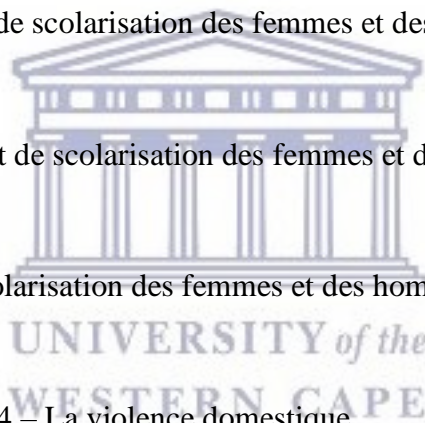 de scolarisation des femmes et des
t de scolarisation des femmes et d
olarisation des femmes et des hom
UNIVERSITY of the
4 – La violence domestique
WESTERN CAPE